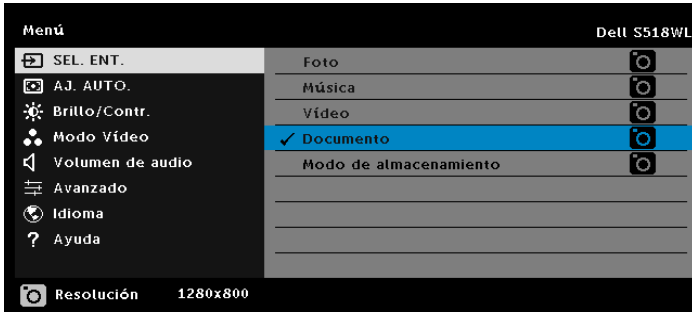 Menú
Dell S518WL
SEL. ENT.
AJ. AUTO.
Brillo/Contr.
Modo Vídeo
Volumen de audio
Avanzado
Idioma
? Ayuda
Foto
Música
Vídeo
✓ Documento
Modo de almacenamiento
Resolución 1280x800